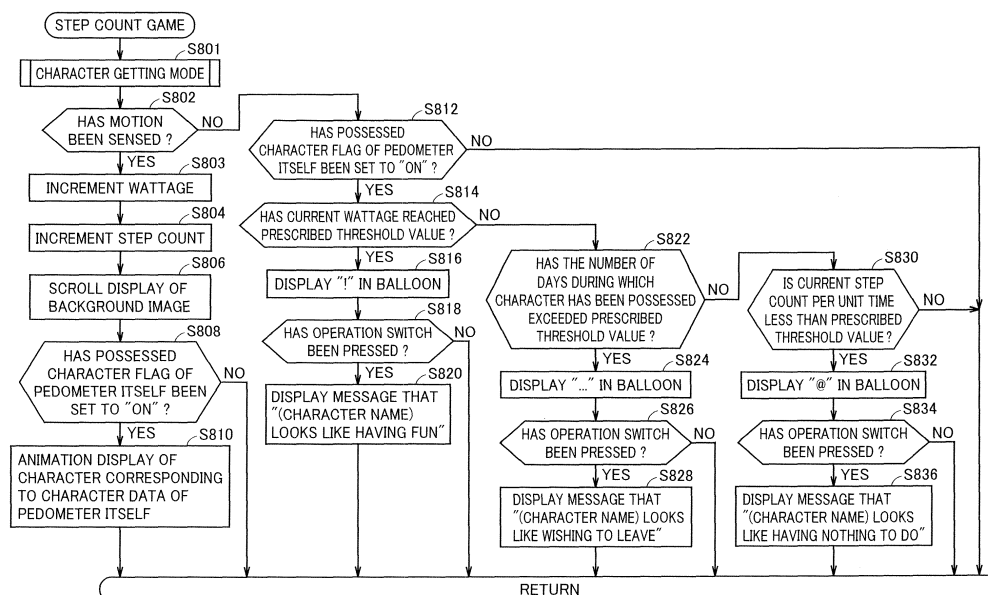 STEP COUNT GAME
S801
CHARACTER GETTING MODE
S802
HAS MOTION
BEEN SENSED ?
NO
YES
S803
INCREMENT WATTAGE
S804
INCREMENT STEP COUNT
S806
SCROLL DISPLAY OF
BACKGROUND IMAGE
S808
HAS POSSESSED
CHARACTER FLAG OF
PEDOMETER ITSELF BEEN
SET TO "ON" ?
NO
YES
S810
ANIMATION DISPLAY OF
CHARACTER CORRESPONDING
TO CHARACTER DATA OF
PEDOMETER ITSELF
S812
HAS POSSESSED
CHARACTER FLAG OF PEDOMETER
ITSELF BEEN SET TO "ON" ?
NO
YES
S814
HAS CURRENT WATTAGE REACHED
PRESCRIBED THRESHOLD VALUE ?
NO
YES
S816
DISPLAY "!" IN BALLOON
S818
HAS OPERATION SWITCH
BEEN PRESSED ?
NO
YES
S820
DISPLAY MESSAGE THAT
"(CHARACTER NAME)
LOOKS LIKE HAVING FUN"
S822
HAS THE NUMBER OF
DAYS DURING WHICH
CHARACTER HAS BEEN POSSESSED
EXCEEDED PRESCRIBED
THRESHOLD VALUE ?
NO
YES
S824
DISPLAY "..." IN BALLOON
S826
HAS OPERATION SWITCH
BEEN PRESSED ?
NO
YES
S828
DISPLAY MESSAGE THAT
"(CHARACTER NAME) LOOKS
LIKE WISHING TO LEAVE"
S830
IS CURRENT STEP
COUNT PER UNIT TIME
LESS THAN PRESCRIBED
THRESHOLD VALUE ?
NO
YES
S832
DISPLAY "@" IN BALLOON
S834
HAS OPERATION SWITCH
BEEN PRESSED ?
NO
YES
S836
DISPLAY MESSAGE THAT
"(CHARACTER NAME) LOOKS
LIKE HAVING NOTHING TO DO"
RETURN